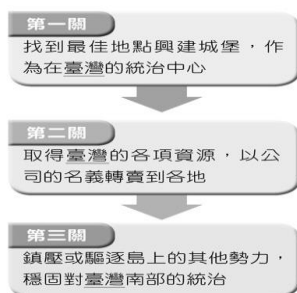 第一關
找到最佳地點興建城堡，作
為在臺灣的統治中心
第二關
取得臺灣的各項資源，以公
司的名義轉賣到各地
第三關
鎮壓或驅逐島上的其他勢力，
穩固對臺灣南部的統治